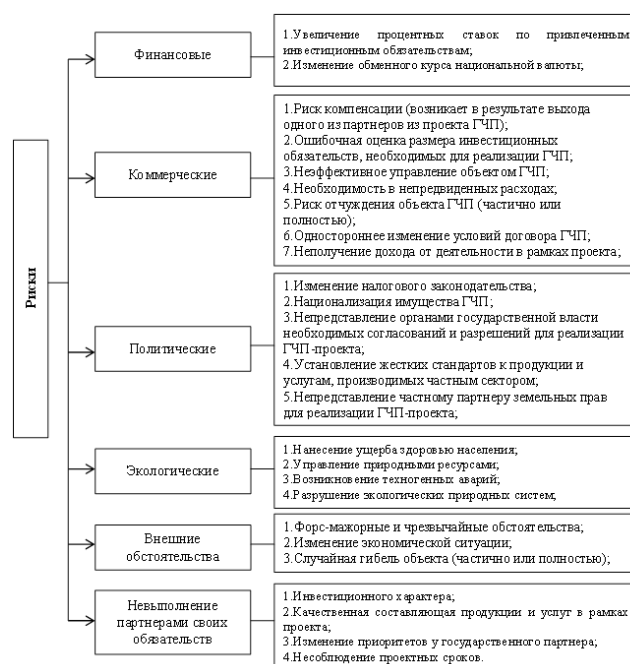 Риски
Финансовые
1.Увеличение процентных ставок по привлеченным
инвестиционным обязательствам;
2.Изменение обменного курса национальной валюты;
Коммерческие
1.Риск компенсации (возникает в результате выхода
одного из партнеров из проекта ГЧП);
2.Ошибочная оценка размера инвестиционных
обязательств, необходимых для реализации ГЧП;
3.Неэффективное управление объектом ГЧП;
4.Необходимость в непредвиденных расходах;
5.Риск отчуждения объекта ГЧП (частично или
полностью);
6.Одностороннее изменение условий договора ГЧП;
7.Неполучение дохода от деятельности в рамках проекта;
Политические
1.Изменение налогового законодательства;
2.Национализация имущества ГЧП;
3.Непредставление органами государственной власти
необходимых согласований и разрешений для реализации
ГЧП-проекта;
4.Установление жестких стандартов к продукции и
услугам, производимых частным сектором;
5.Непредставление частному партнеру земельных прав
для реализации ГЧП-проекта;
Экологические
1.Нанесение ущерба здоровью населения;
2.Управление природными ресурсами;
3.Возникновение техногенных аварий;
4.Разрушение экологических природных систем;
Внешние
обстоятельства
1.Форс-мажорные и чрезвычайные обстоятельства;
2.Изменение экономической ситуации;
3.Случайная гибель объекта (частично или полностью);
Невыполнение
партнерами своих
обязательств
1.Инвестиционного характера;
2.Качественная составляющая продукции и услуг в рамках
проекта;
3.Изменение приоритетов у государственного партнера;
4.Несоблюдение проектных сроков.